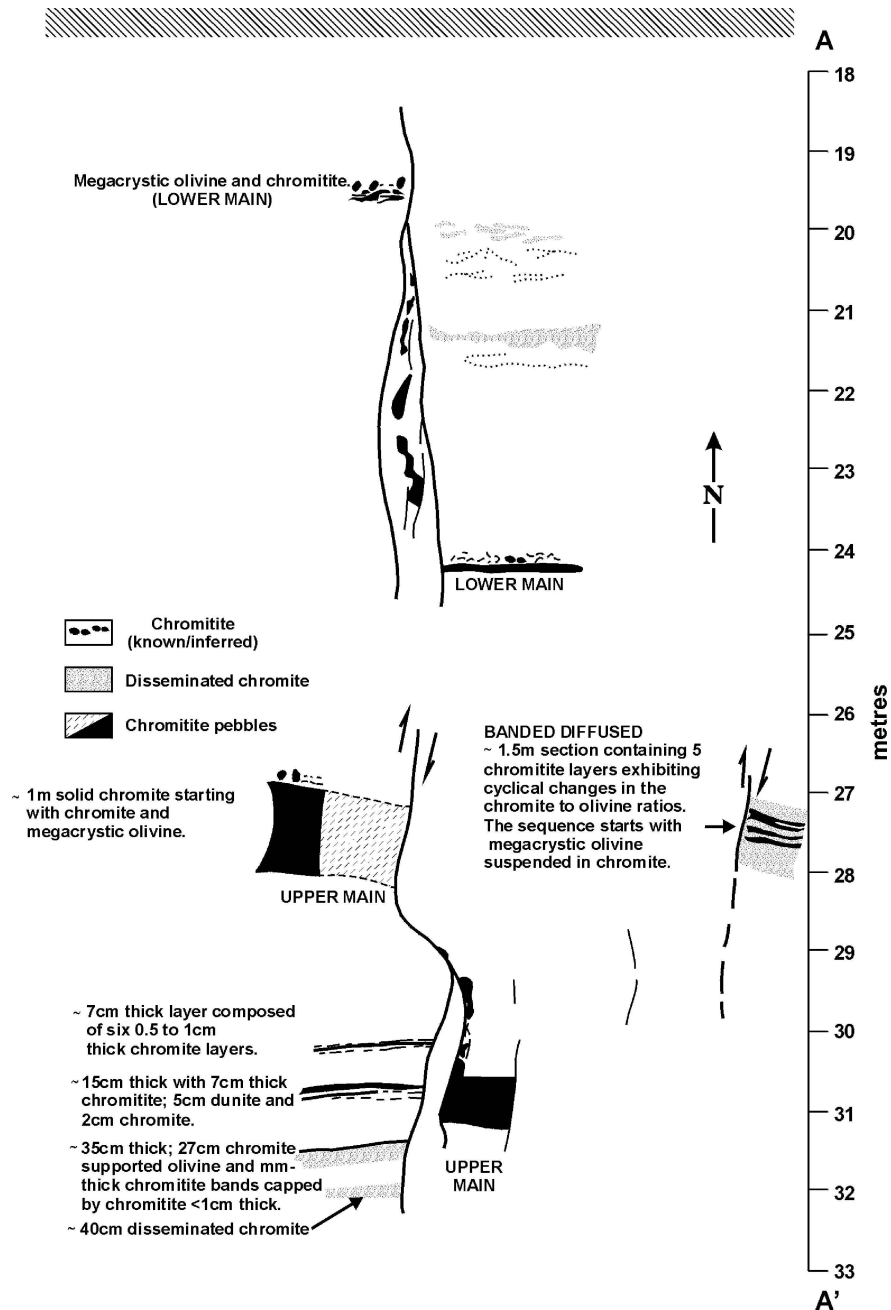 A
18
19
Megacrystic olivine and chromitite.
(LOWER MAIN)
20
21
22
N
23
24
LOWER MAIN
Chromitite
(known/inferred)
25
Disseminated chromite
metres
Chromitite pebbles
26
BANDED DIFFUSED
~ 1.5m section containing 5
chromitite layers exhibiting
cyclical changes in the
chromite to olivine ratios.
The sequence starts with
megacrystic olivine
suspended in chromite.
27
~ 1m solid chromite starting
with chromite and
megacrystic olivine.
28
UPPER MAIN
29
~ 7cm thick layer composed
of six 0.5 to 1cm
thick chromite layers.
30
~15cm thick with 7cm thick
chromitite; 5cm dunite and
2cm chromite.
31
~ 35cm thick; 27cm chromite
supported olivine and mm-
thick chromitite bands capped
by chromitite <1cm thick.
UPPER
MAIN
32
~ 40cm disseminated chromite
33
A'